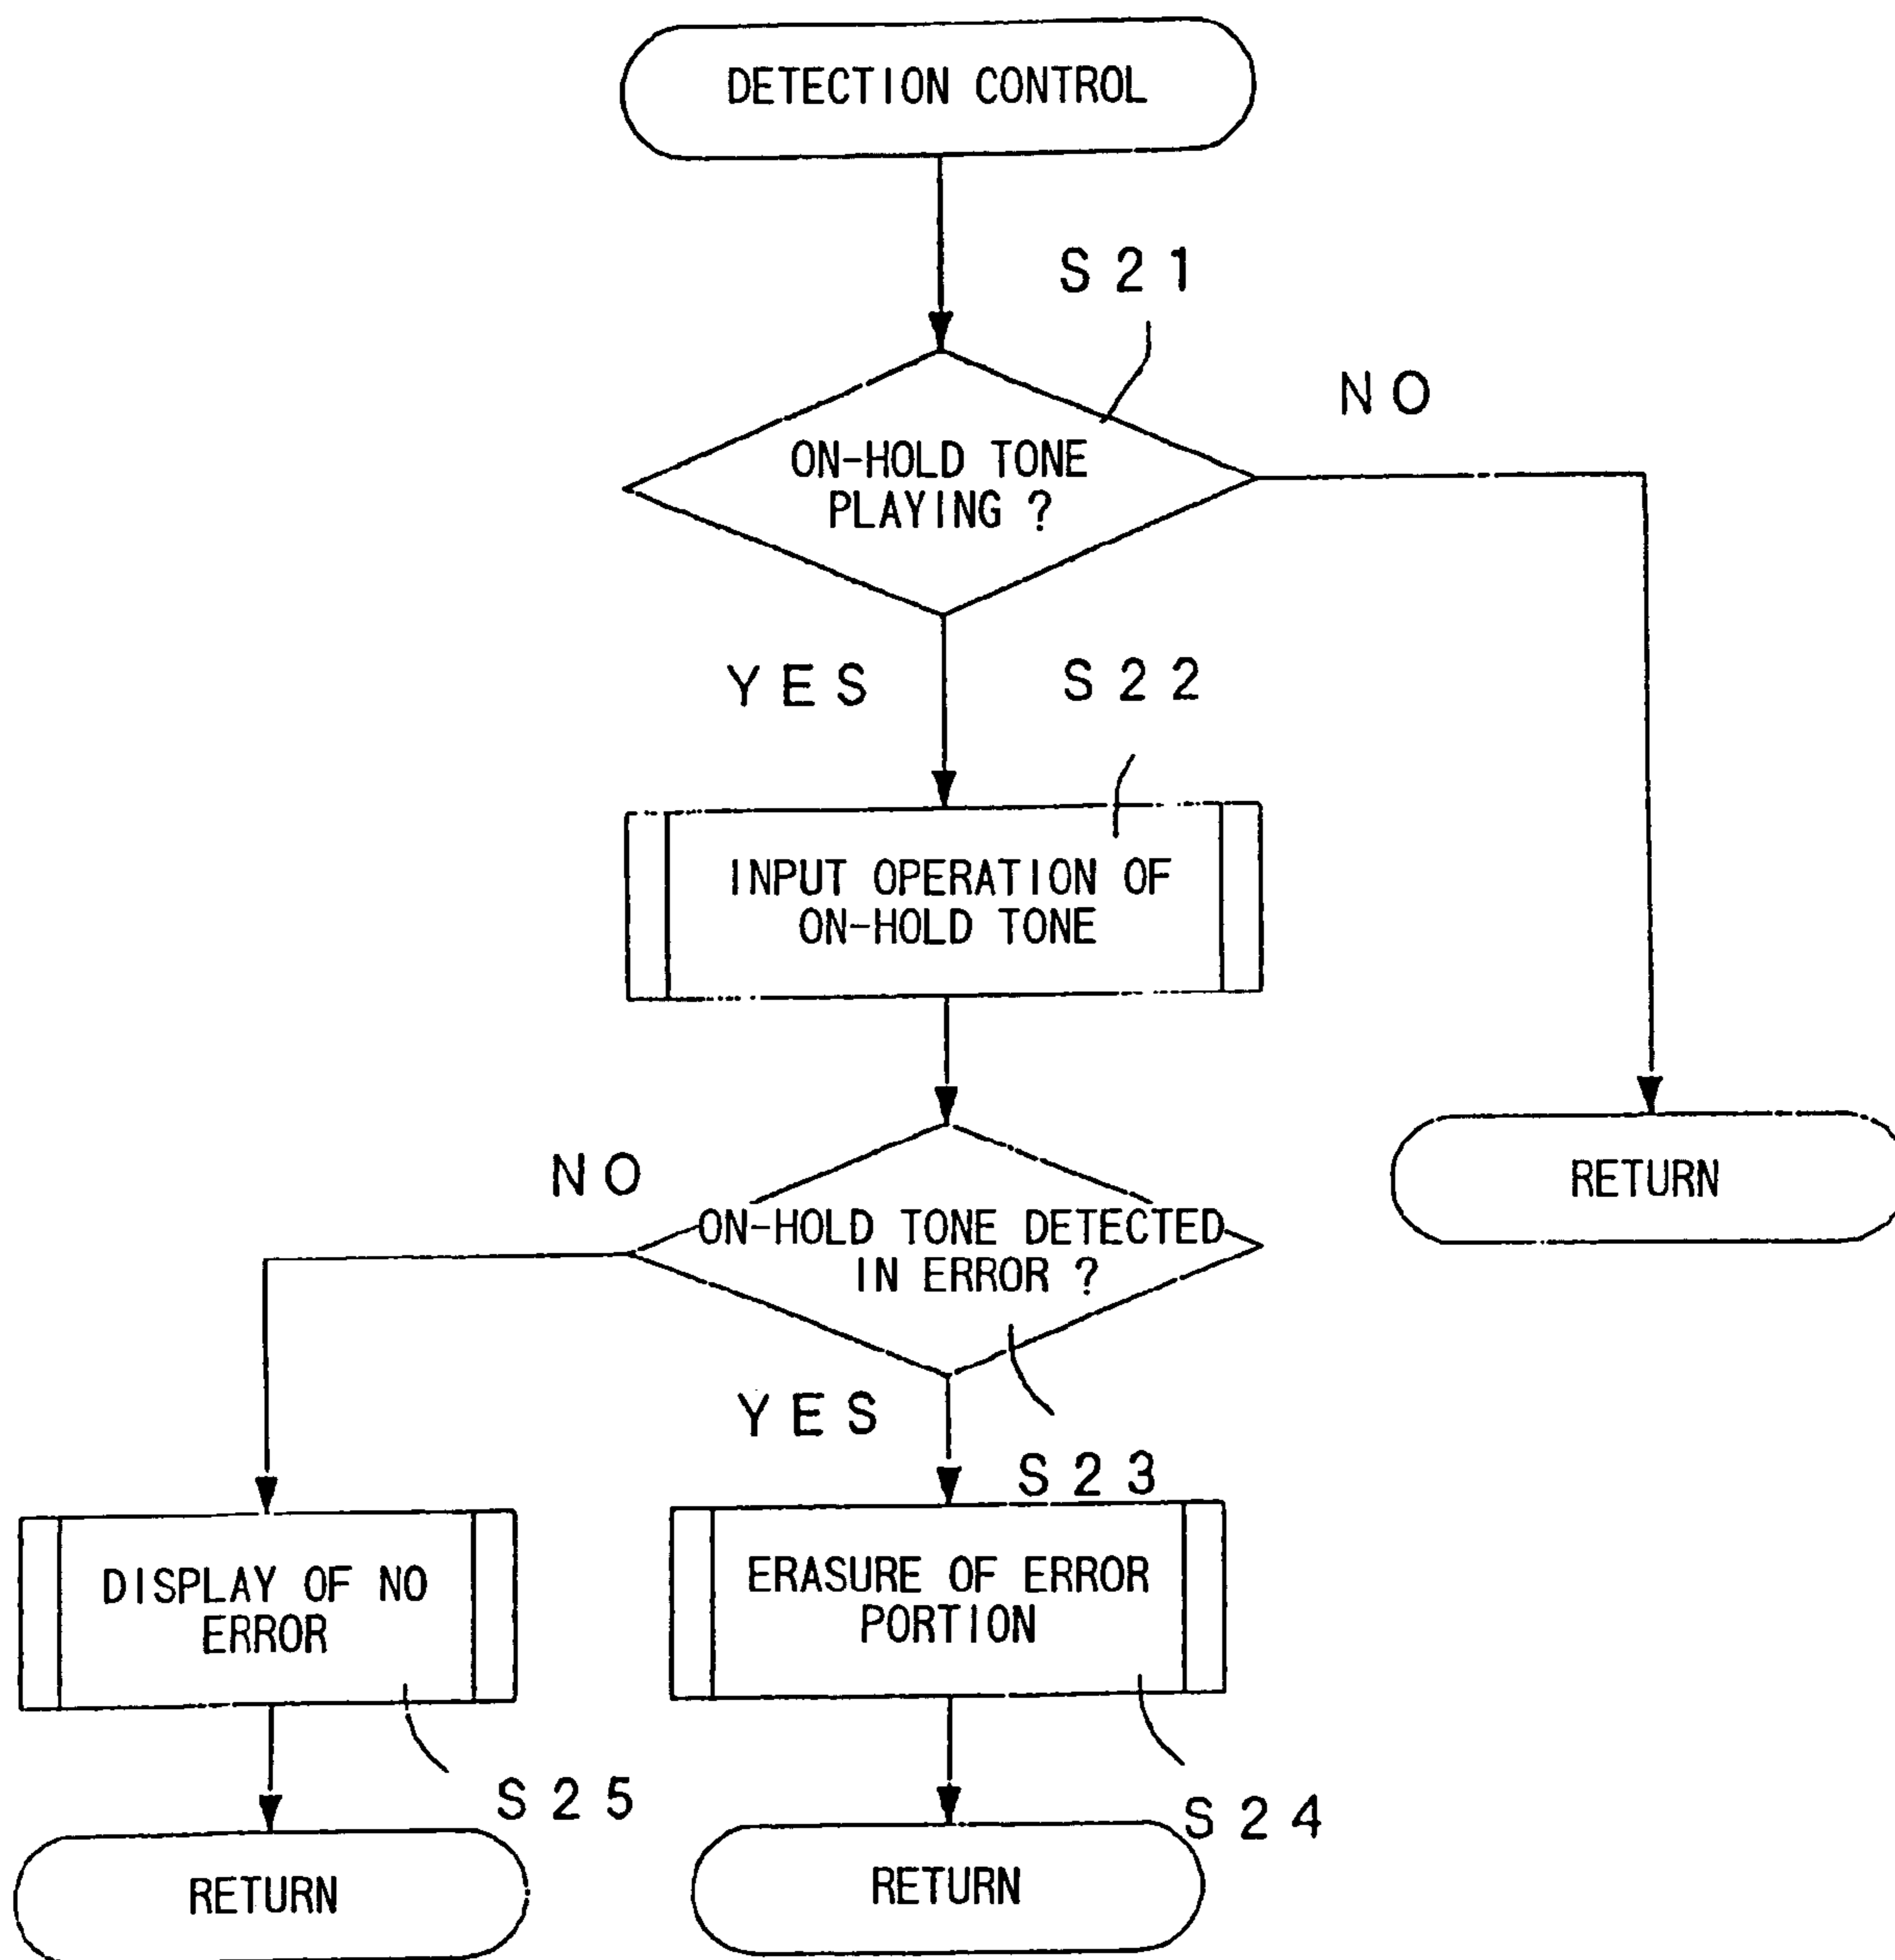 DETECTION CONTROL
S21
NO
ON-HOLD TONE
PLAYING ?
YES
S22
INPUT OPERATION OF
ON-HOLD TONE
NO
ON-HOLD TONE DETECTED
IN ERROR ?
RETURN
YES
S23
DISPLAY OF NO
ERROR
ERASURE OF ERROR
PORTION
S25
S24
RETURN
RETURN